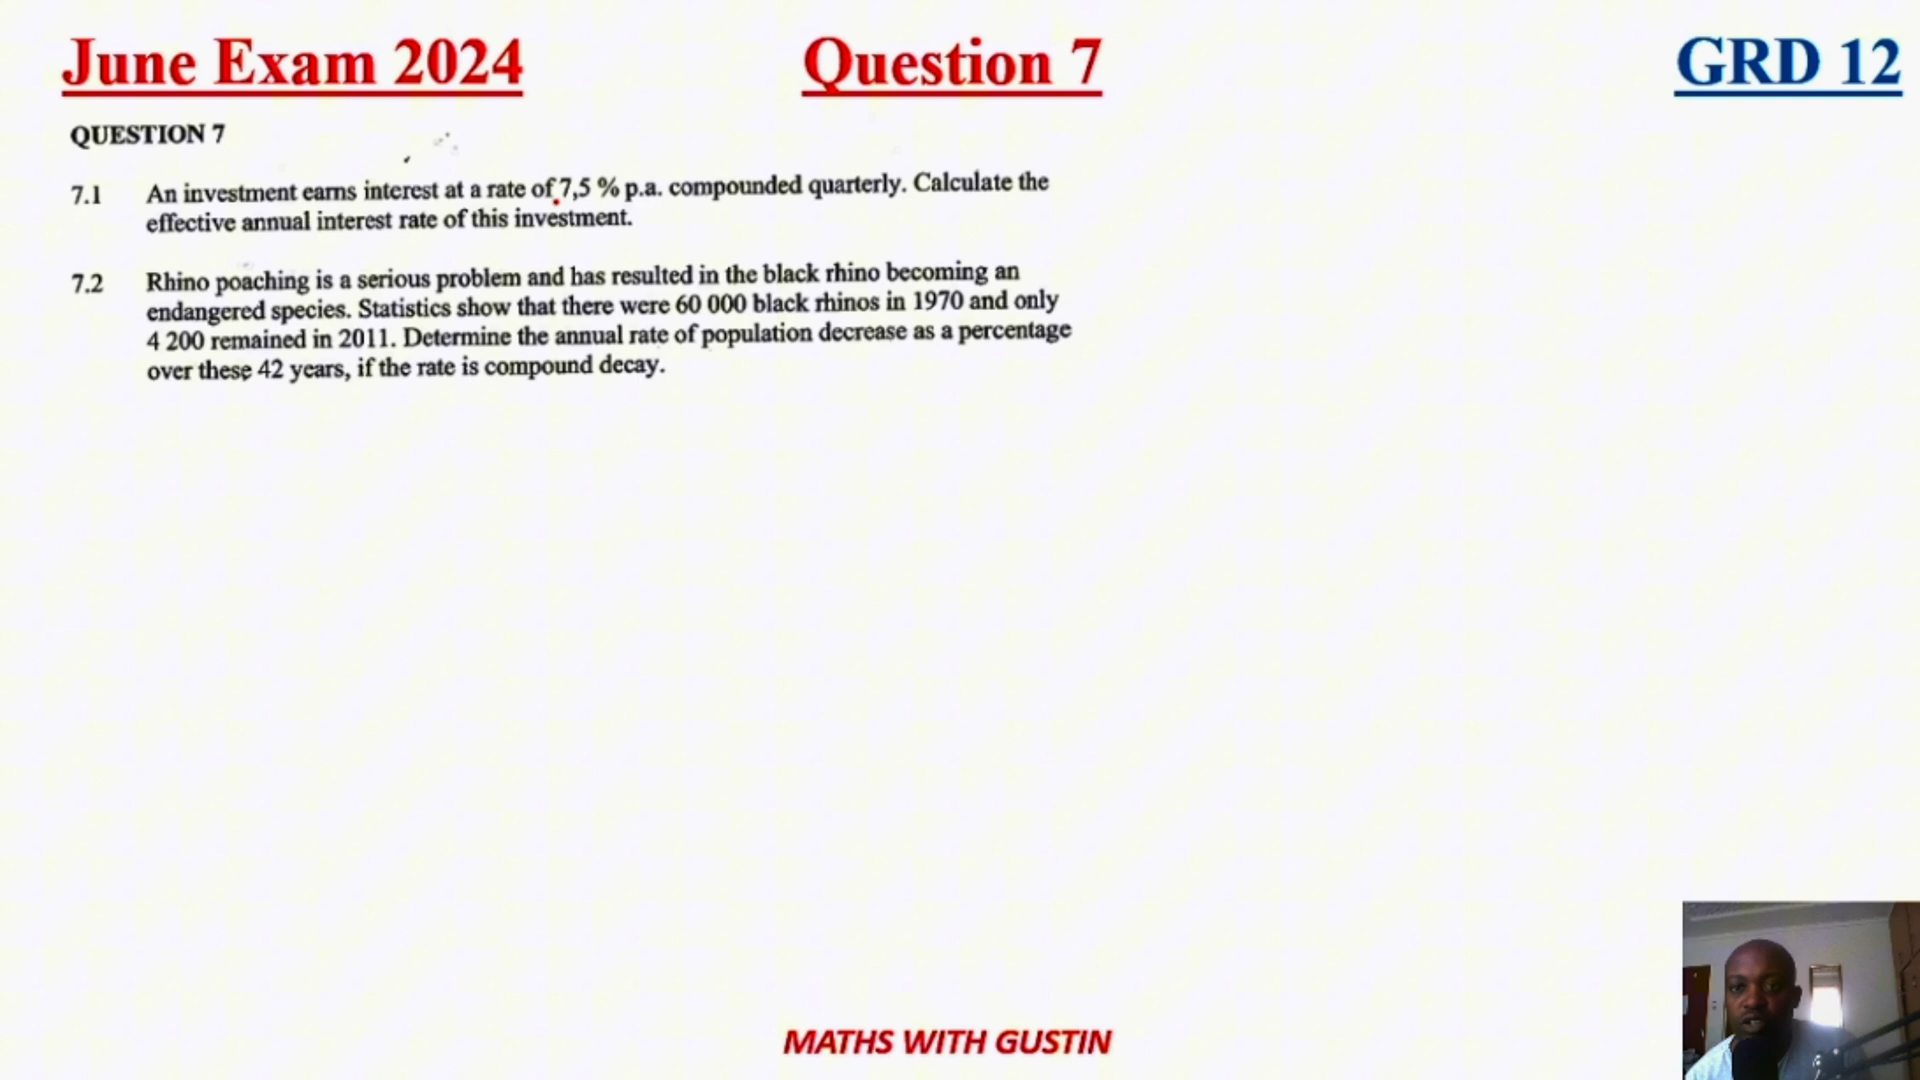 June Exam 2024 Question 7 GRD 12
QUESTION 7
7.1 An investment earns interest at a rate of 7,5 % p.a. compounded quarterly. Calculate the
effective annual interest rate of this investment.
7.2 Rhino poaching is a serious problem and has resulted in the black rhino becoming an
endangered species. Statistics show that there were 60 000 black rhinos in 1970 and only
4 200 remained in 2011. Determine the annual rate of population decrease as a percentage
over these 42 years, if the rate is compound decay.
MATHS WITH GUSTIN